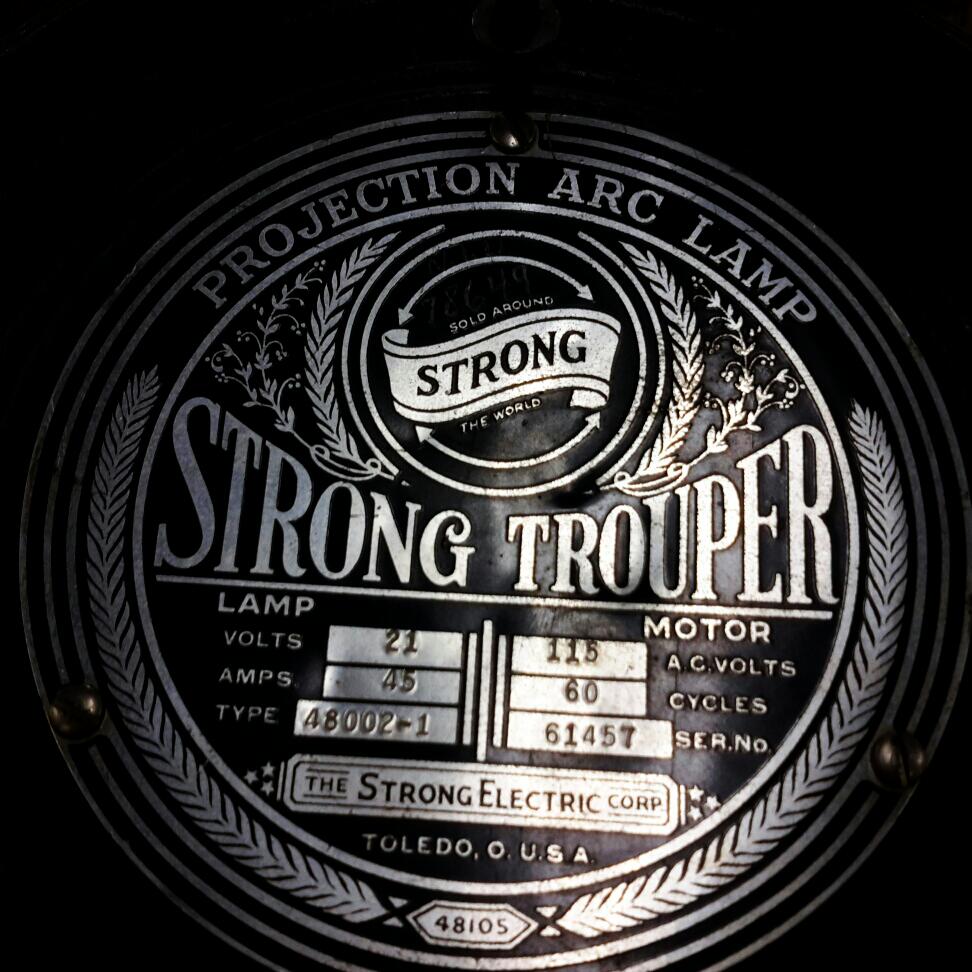 PROJECTION ARC LAMP
SOLD AROUND
STRONG
THE WORLD
STRONG TROUPER
LAMP
VOLTS 21
AMPS. 45
TYPE 48002-1
MOTOR
115 A.C.VOLTS
60 CYCLES
61457 SER.NO.
THE STRONG ELECTRIC CORP
TOLEDO, O. U.S.A.
48105